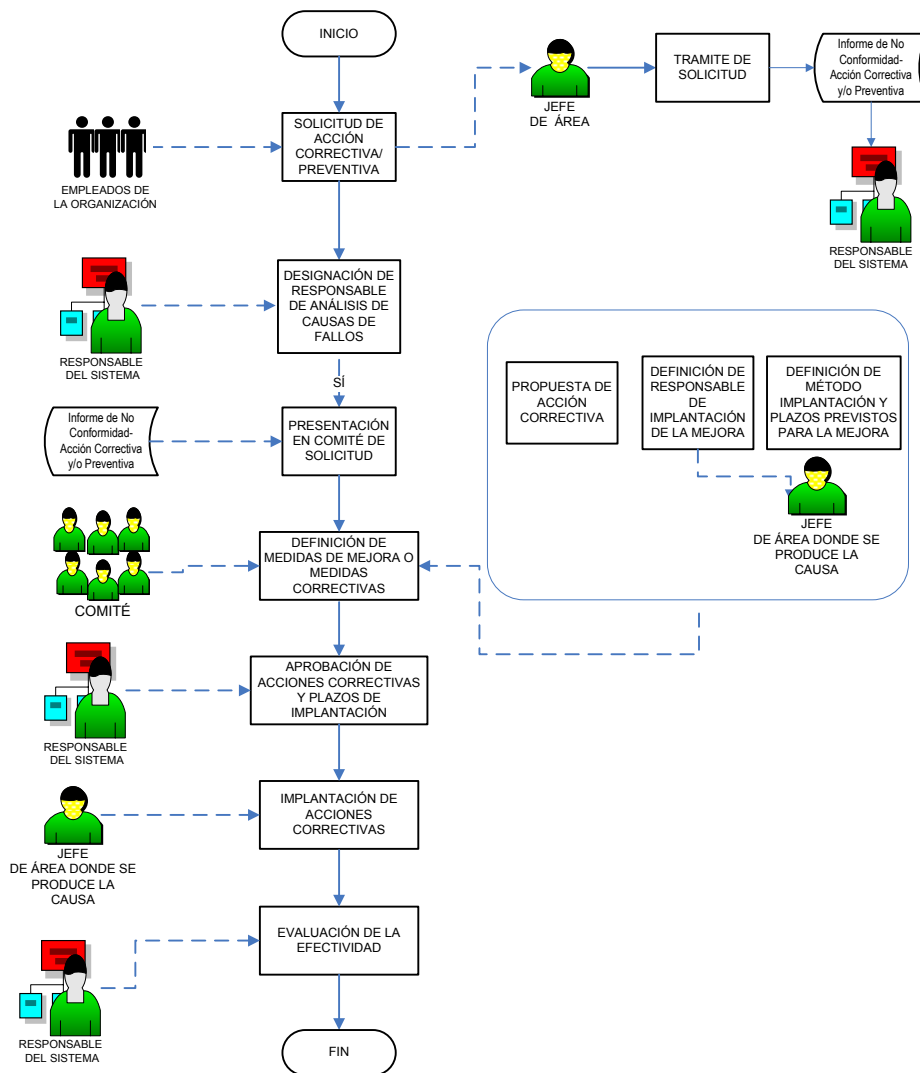 INICIO
SOLICITUD DE
ACCIÓN
CORRECTIVA/
PREVENTIVA
EMPLEADOS DE
LA ORGANIZACIÓN
JEFE
DE ÁREA
TRAMITE DE
SOLICITUD
Informe de No
Conformidad-
Acción Correctiva
y/o Preventiva
RESPONSABLE
DEL SISTEMA
DESIGNACIÓN DE
RESPONSABLE
DE ANÁLISIS DE
CAUSAS DE
FALLOS
RESPONSABLE
DEL SISTEMA
SÍ
Informe de No
Conformidad-
Acción Correctiva
y/o Preventiva
PRESENTACIÓN
EN COMITÉ DE
SOLICITUD
PROPUESTA DE
ACCIÓN
CORRECTIVA
DEFINICIÓN DE
RESPONSABLE
DE
IMPLANTACIÓN
DE LA MEJORA
DEFINICIÓN DE
MÉTODO
IMPLANTACIÓN Y
PLAZOS PREVISTOS
PARA LA MEJORA
JEFE
DE ÁREA DONDE SE
PRODUCE LA
CAUSA
COMITÉ
DEFINICIÓN DE
MEDIDAS DE MEJORA O
MEDIDAS
CORRECTIVAS
RESPONSABLE
DEL SISTEMA
APROBACIÓN DE
ACCIONES CORRECTIVAS
Y PLAZOS DE
IMPLANTACIÓN
JEFE
DE ÁREA DONDE SE
PRODUCE LA
CAUSA
IMPLANTACIÓN DE
ACCIONES
CORRECTIVAS
RESPONSABLE
DEL SISTEMA
EVALUACIÓN DE LA
EFECTIVIDAD
FIN